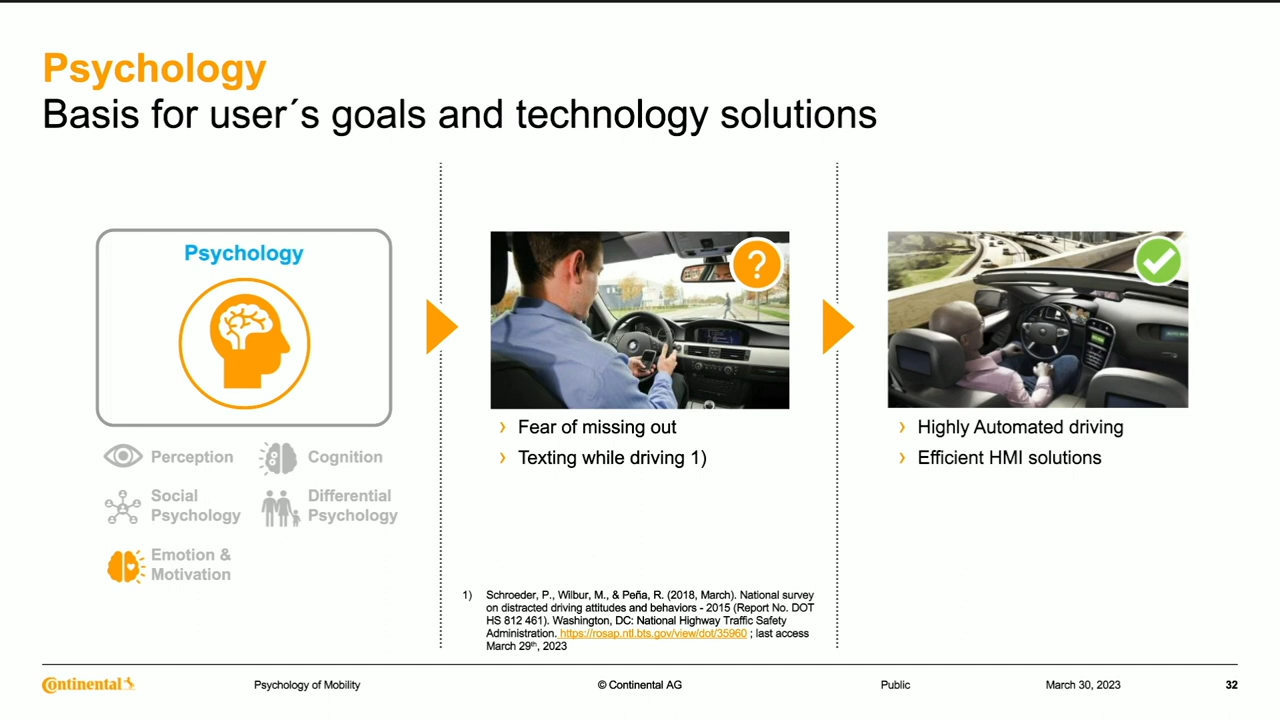 Psychology
Basis for user´s goals and technology solutions
Psychology
Perception
Cognition
Social
Psychology
Differential
Psychology
Emotion &
Motivation
?
› Fear of missing out
› Texting while driving 1)
1) Schroeder, P., Wilbur, M., & Peña, R. (2018, March). National survey
on distracted driving attitudes and behaviors - 2015 (Report No. DOT
HS 812 461). Washington, DC: National Highway Traffic Safety
Administration. https://rosap.ntl.bts.gov/view/dot/35960 ; last access
March 29th, 2023
› Highly Automated driving
› Efficient HMI solutions
Continental
Psychology of Mobility
© Continental AG
Public
March 30, 2023
32